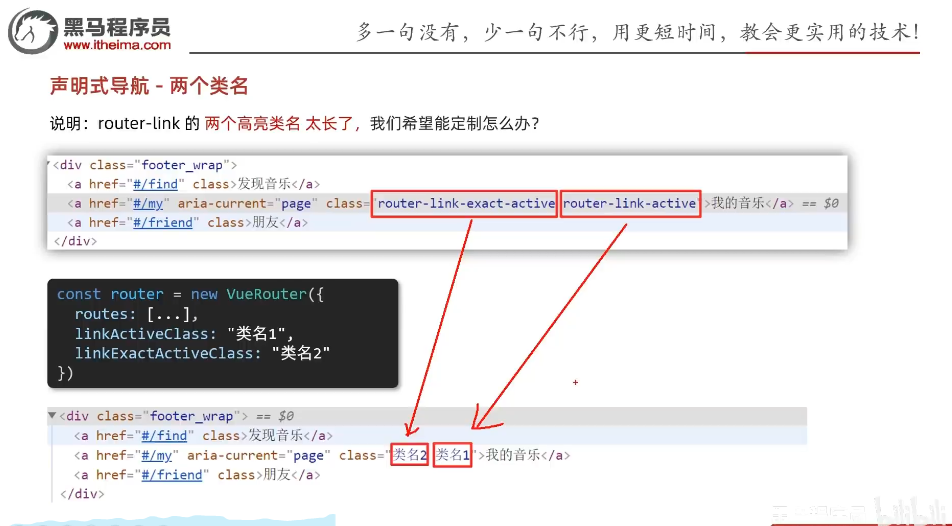 黑马程序员
www.itheima.com
多一句没有，少一句不行，用更短时间，教会更实用的技术！
声明式导航 - 两个类名
说明：router-link 的 两个高亮类名 太长了，我们希望能定制怎么办？
<div class="footer_wrap">
<a href="#/find" class>发现音乐</a>
<a href="#/my" aria-current="page" class="router-link-exact-active router-link-active">我的音乐</a> == $0
<a href="#/friend" class>朋友</a>
</div>
const router = new VueRouter({
routes: [...],
linkActiveClass: "类名1",
linkExactActiveClass: "类名2"
})
<div class="footer_wrap"> == $0
<a href="#/find" class>发现音乐</a>
<a href="#/my" aria-current="page" class="类名2 类名1">我的音乐</a>
<a href="#/friend" class>朋友</a>
</div>